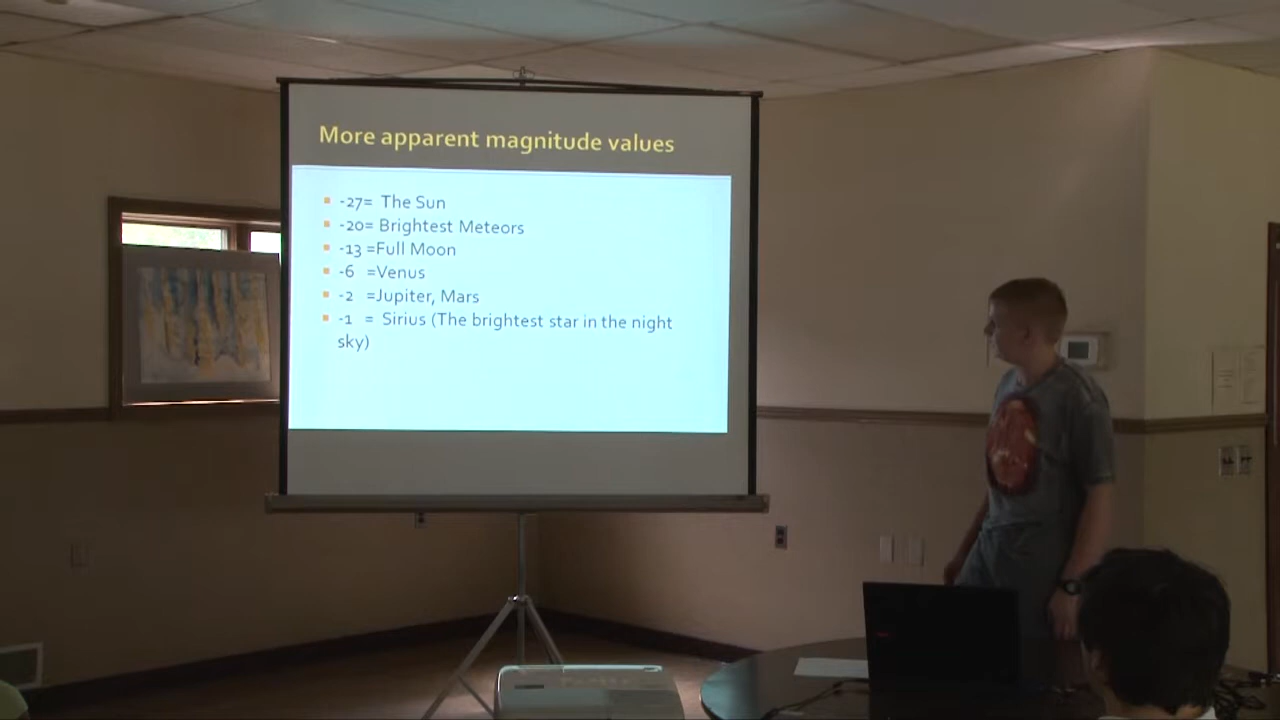 More apparent magnitude values
-27= The Sun
-20= Brightest Meteors
-13 =Full Moon
-6 =Venus
-2 =Jupiter, Mars
-1 = Sirius (The brightest star in the night
sky)